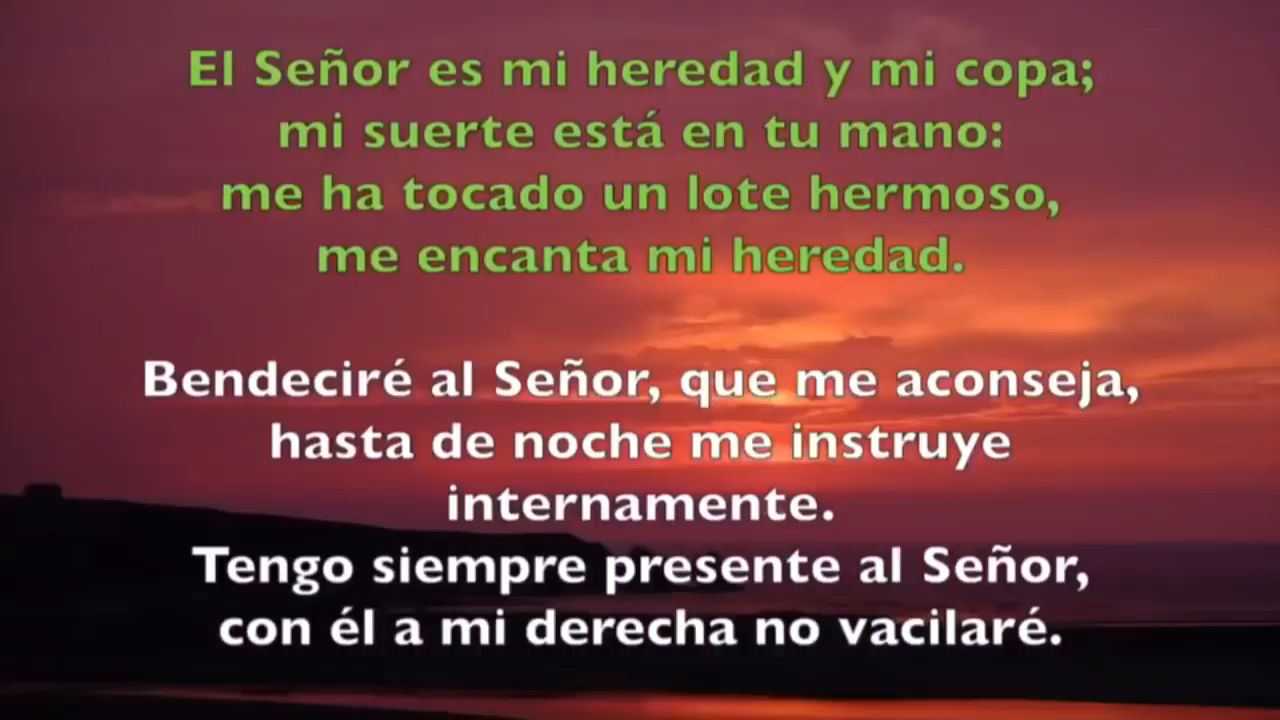 El Señor es mi heredad y mi copa;
mi suerte está en tu mano:
me ha tocado un lote hermoso,
me encanta mi heredad.
Bendeciré al Señor, que me aconseja,
hasta de noche me instruye
internamente.
Tengo siempre presente al Señor,
con él a mi derecha no vacilaré.